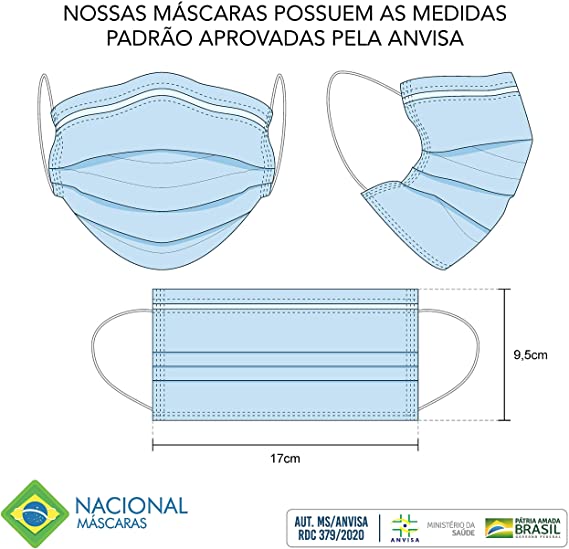 NOSSAS MÁSCARAS POSSUEM AS MEDIDAS
PADRÃO APROVADAS PELA ANVISA
9,5cm
17cm
NACIONAL
MÁSCARAS
AUT. MS/ANVISA
RDC 379/2020
ANVISA
MINISTÉRIO DA
SAÚDE
PÁTRIA AMADA
BRASIL
GOVERNO FEDERAL